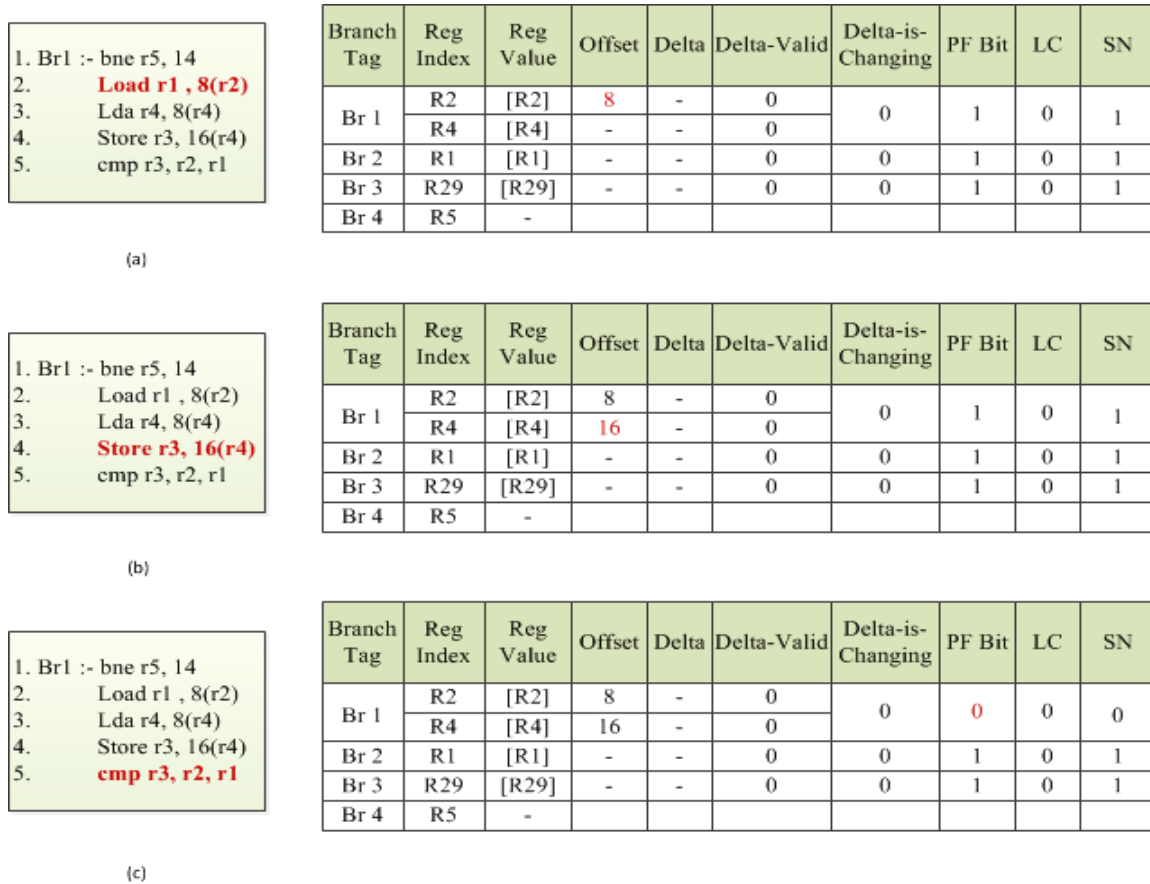 1. Br1 :- bne r5, 14
2. Load r1 , 8(r2)
3. Lda r4, 8(r4)
4. Store r3, 16(r4)
5. cmp r3, r2, r1
(a)
Branch Tag Reg Index Reg Value Offset Delta Delta-Valid Delta-is-Changing PF Bit LC SN
Br 1 R2 [R2] 8 - 0 0 1 0 1
R4 [R4] - - 0
Br 2 R1 [R1] - - 0 0 1 0 1
Br 3 R29 [R29] - - 0 0 1 0 1
Br 4 R5 -
1. Br1 :- bne r5, 14
2. Load r1 , 8(r2)
3. Lda r4, 8(r4)
4. Store r3, 16(r4)
5. cmp r3, r2, r1
(b)
Branch Tag Reg Index Reg Value Offset Delta Delta-Valid Delta-is-Changing PF Bit LC SN
Br 1 R2 [R2] 8 - 0 0 1 0 1
R4 [R4] 16 - 0
Br 2 R1 [R1] - - 0 0 1 0 1
Br 3 R29 [R29] - - 0 0 1 0 1
Br 4 R5 -
1. Br1 :- bne r5, 14
2. Load r1 , 8(r2)
3. Lda r4, 8(r4)
4. Store r3, 16(r4)
5. cmp r3, r2, r1
(c)
Branch Tag Reg Index Reg Value Offset Delta Delta-Valid Delta-is-Changing PF Bit LC SN
Br 1 R2 [R2] 8 - 0 0 0 0 0
R4 [R4] 16 - 0
Br 2 R1 [R1] - - 0 0 1 0 1
Br 3 R29 [R29] - - 0 0 1 0 1
Br 4 R5 -